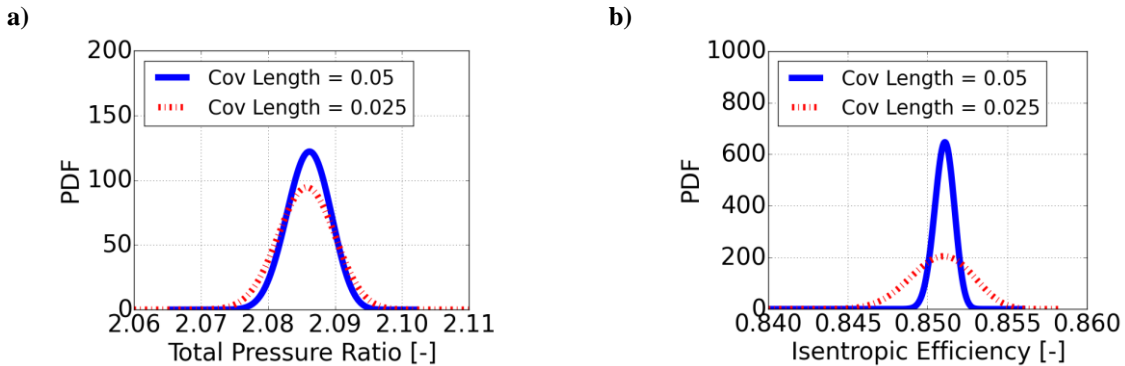 a)
200
150
100
50
0
PDF
Cov Length = 0.05
Cov Length = 0.025
2.06 2.07 2.08 2.09 2.10 2.11
Total Pressure Ratio [-]
b)
1000
800
600
400
200
0
PDF
Cov Length = 0.05
Cov Length = 0.025
0.840 0.845 0.850 0.855 0.860
Isentropic Efficiency [-]